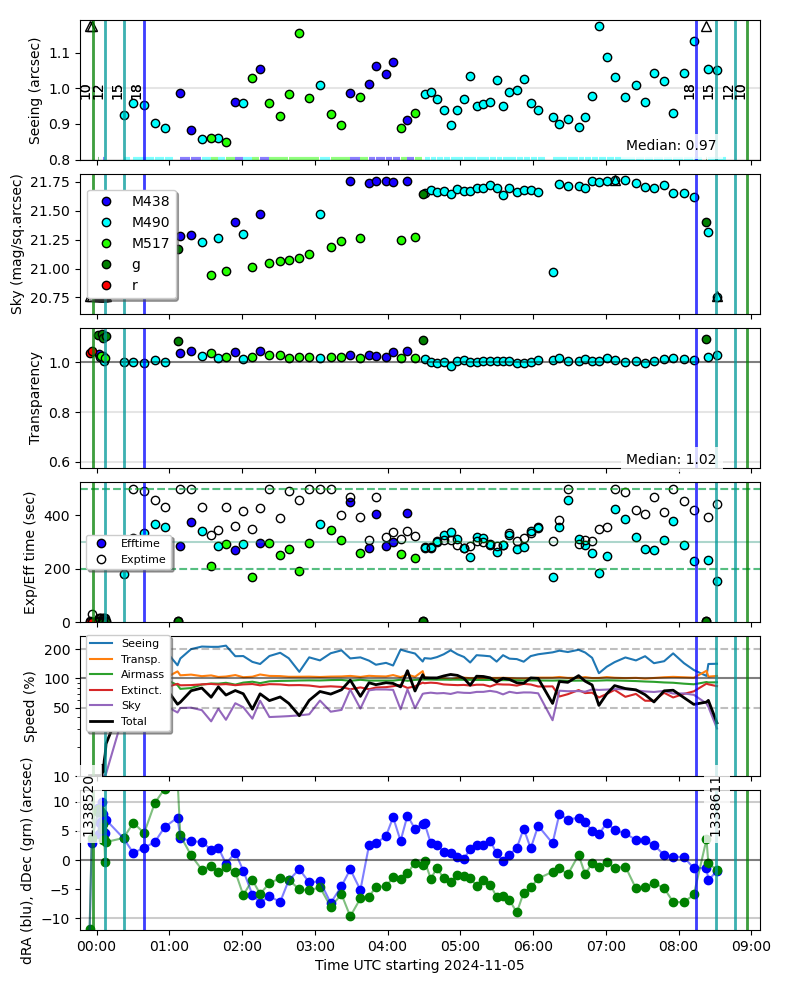 Seeing (arcsec)
1.1
1.0
0.9
0.8
10
12
15
18
18
15
12
10
Median: 0.97
Sky (mag/sq.arcsec)
21.75
21.50
21.25
21.00
20.75
M438
M490
M517
g
r
Transparency
1.0
0.8
0.6
Median: 1.02
Exp/Eff time (sec)
400
200
0
Efftime
Exptime
Speed (%)
200
100
50
10
Seeing
Transp.
Airmass
Extinct.
Sky
Total
dRA (blu), dDec (grn) (arcsec)
10
5
0
−5
−10
1338520
1338611
00:00 01:00 02:00 03:00 04:00 05:00 06:00 07:00 08:00 09:00
Time UTC starting 2024-11-05